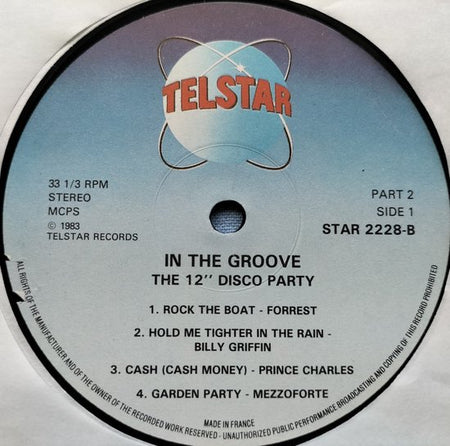 TELSTAR
33 1/3 RPM
STEREO
MCPS
© 1983
TELSTAR RECORDS
PART 2
SIDE 1
STAR 2228-B
IN THE GROOVE
THE 12'' DISCO PARTY
1. ROCK THE BOAT - FORREST
2. HOLD ME TIGHTER IN THE RAIN -
BILLY GRIFFIN
3. CASH (CASH MONEY) - PRINCE CHARLES
4. GARDEN PARTY - MEZZOFORTE
MADE IN FRANCE
ALL RIGHTS OF THE MANUFACTURER AND OF THE OWNER OF THE RECORDED WORK RESERVED - UNAUTHORIZED PUBLIC PERFORMANCE BROADCASTING AND COPYING OF THIS RECORD PROHIBITED